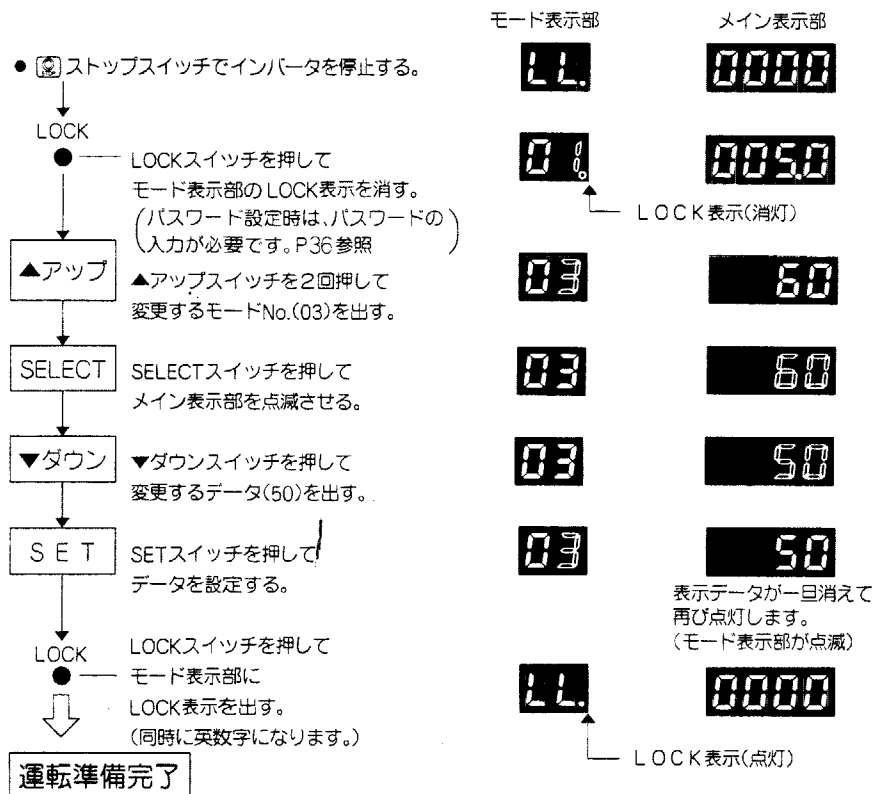 モード表示部 メイン表示部
● ストップスイッチでインバータを停止する。 LL. 0000
LOCK
LOCKスイッチを押して 01. 005.0
モード表示部のLOCK表示を消す。
LOCK表示(消灯)
(パスワード設定時は、パスワードの
入力が必要です。P36参照)
▲アップ
▲アップスイッチを2回押して 03 60
変更するモードNo.(03)を出す。
SELECT SELECTスイッチを押して 03 60
メイン表示部を点滅させる。
▼ダウン ▼ダウンスイッチを押して 03 50
変更するデータ(50)を出す。
SET SETスイッチを押して 03 50
データを設定する。
表示データが一旦消えて
再び点灯します。
(モード表示部が点滅)
LOCK LOCKスイッチを押して
モード表示部に LL. 0000
LOCK表示を出す。
(同時に英数字になります。)
LOCK表示(点灯)
運転準備完了